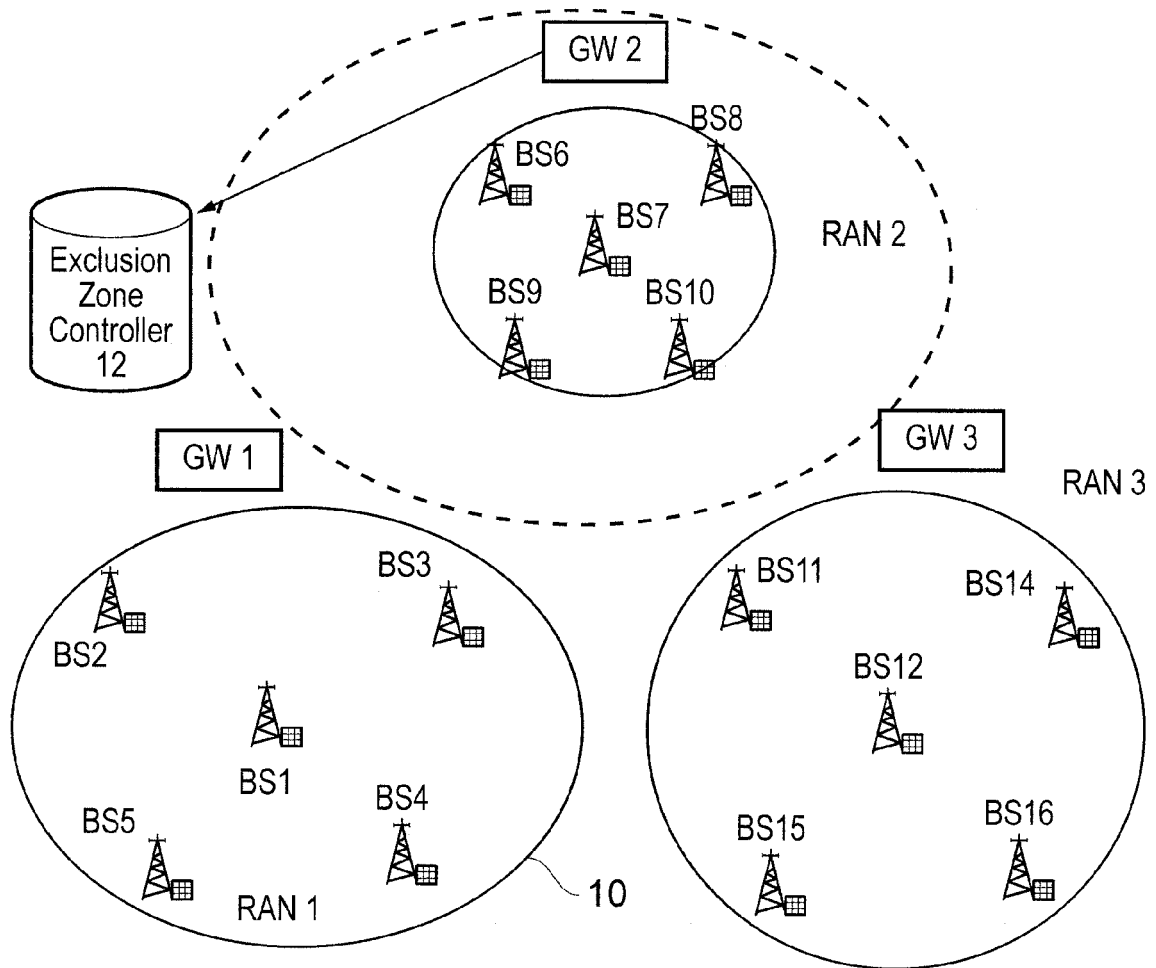 GW 2
BS8
BS6
BS7
RAN 2
Exclusion
Zone
Controller
12
BS9
BS10
GW 1
GW 3
RAN 3
BS3
BS11
BS14
BS2
BS12
BS1
BS5
BS4
BS15
BS16
RAN 1
10